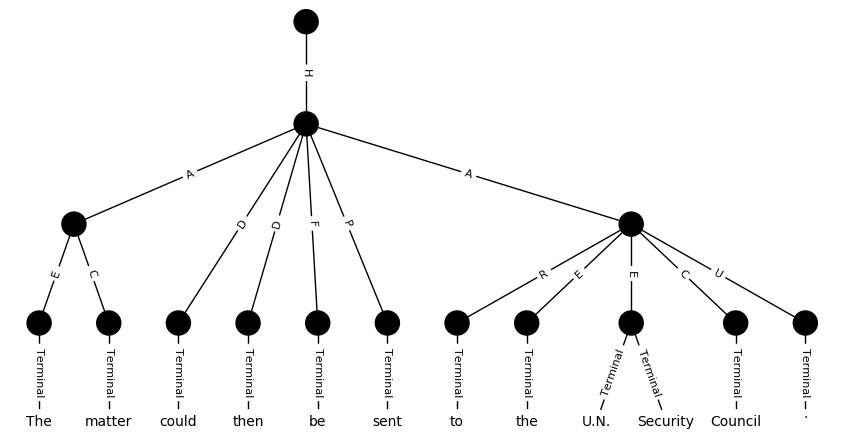 H
A D D F P A
E C R E E C U
Terminal Terminal Terminal Terminal Terminal Terminal Terminal Terminal Terminal Terminal Terminal Terminal
The matter could then be sent to the U.N. Security Council .